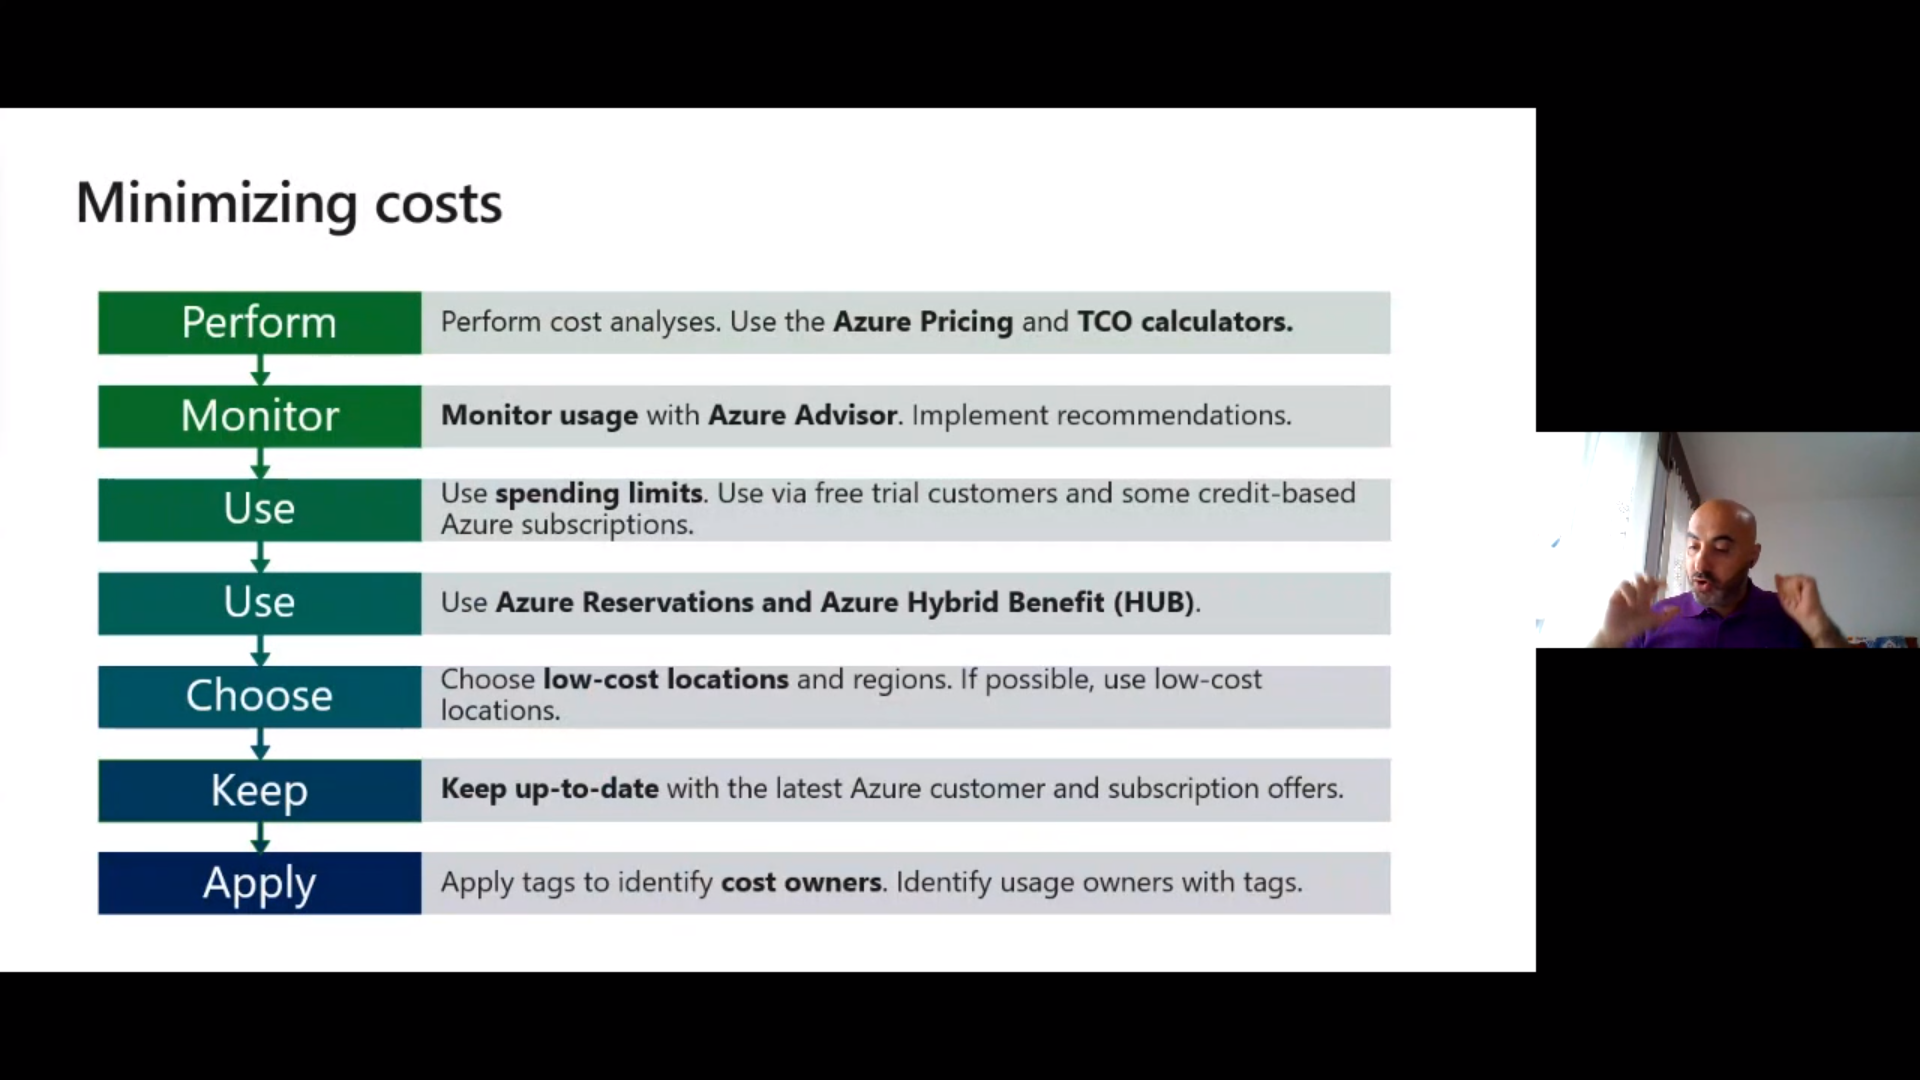 Minimizing costs
Perform
Perform cost analyses. Use the Azure Pricing and TCO calculators.
Monitor
Monitor usage with Azure Advisor. Implement recommendations.
Use
Use spending limits. Use via free trial customers and some credit-based
Azure subscriptions.
Use
Use Azure Reservations and Azure Hybrid Benefit (HUB).
Choose
Choose low-cost locations and regions. If possible, use low-cost
locations.
Keep
Keep up-to-date with the latest Azure customer and subscription offers.
Apply
Apply tags to identify cost owners. Identify usage owners with tags.